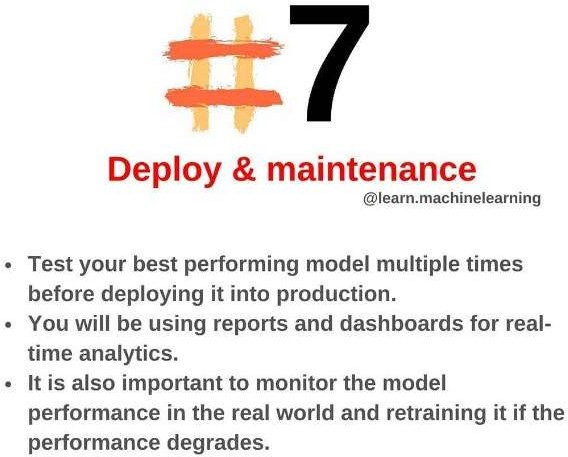 #7
Deploy & maintenance
@learn.machinelearning
• Test your best performing model multiple times
before deploying it into production.
• You will be using reports and dashboards for real-
time analytics.
• It is also important to monitor the model
performance in the real world and retraining it if the
performance degrades.